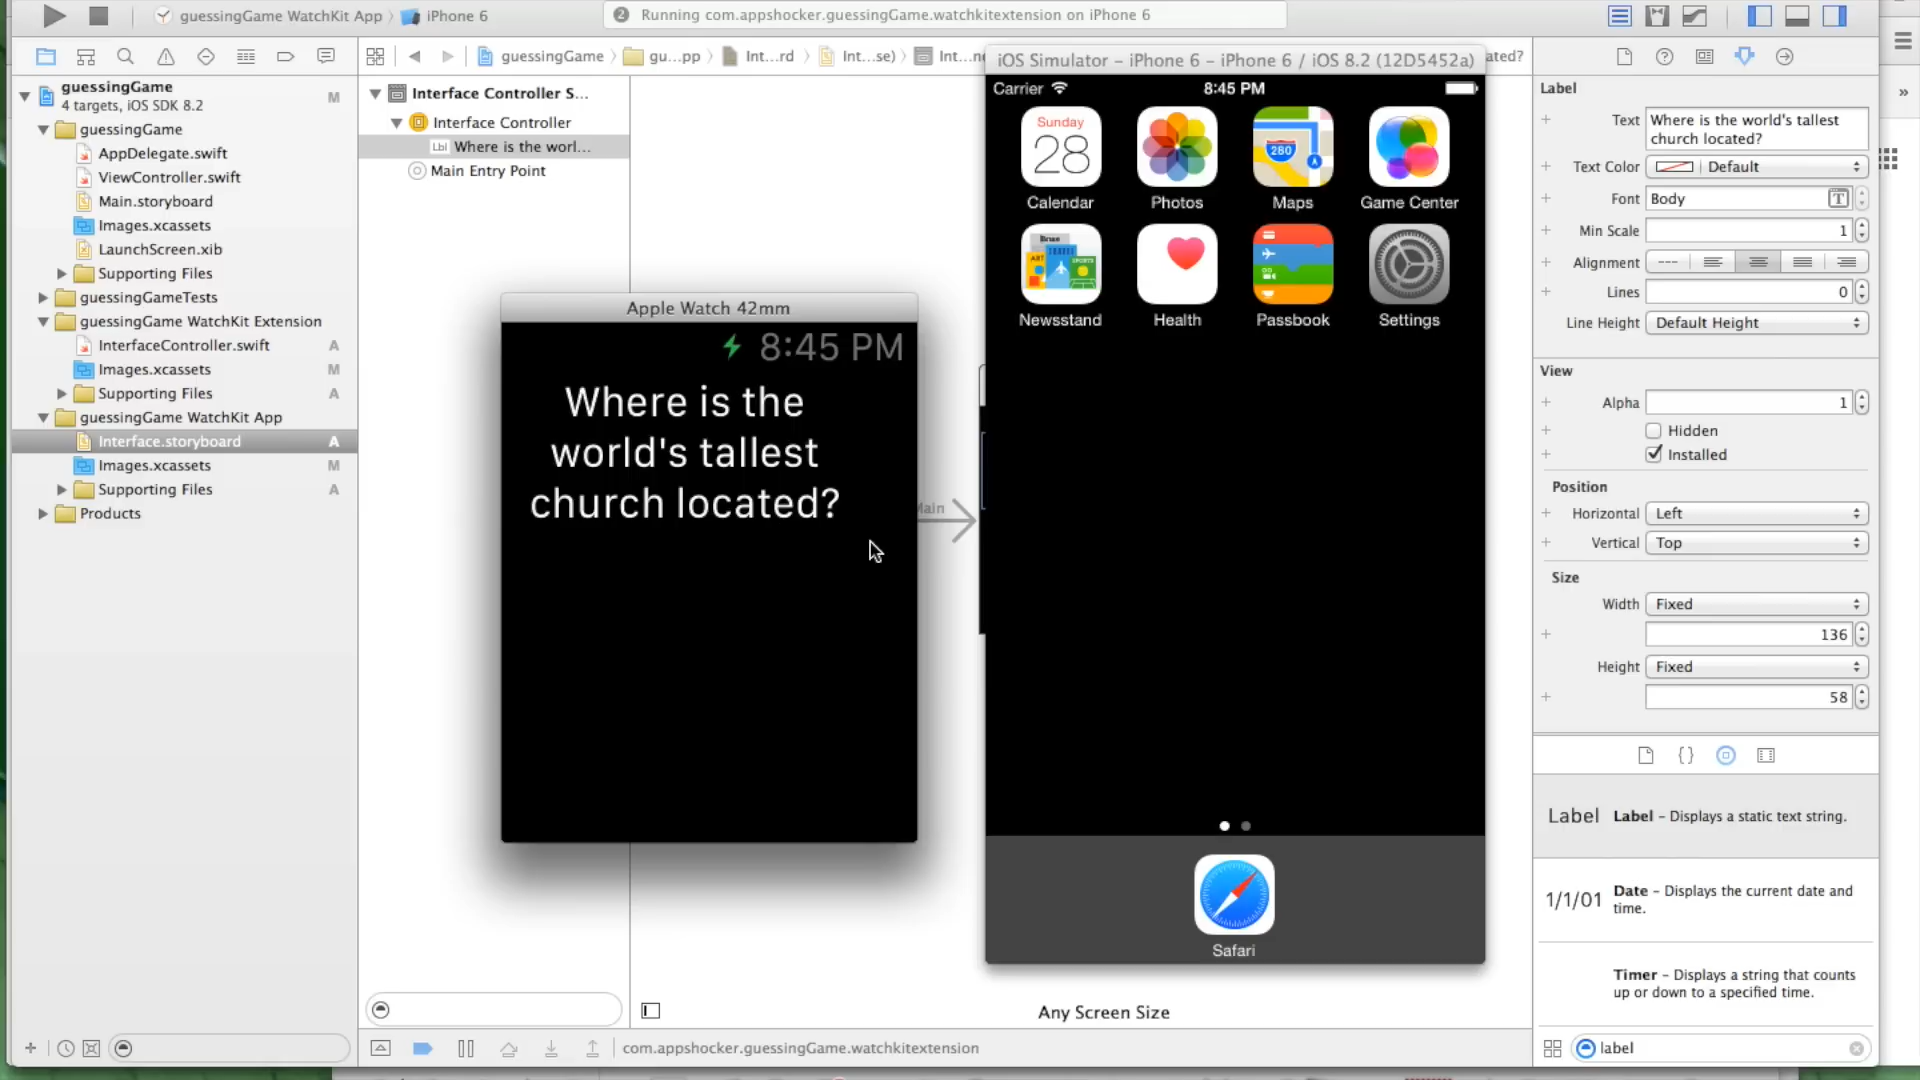 guessingGame WatchKit App
iPhone 6
2 Running com.appshocker.guessingGame.watchkitextension on iPhone 6
guessingGame
gu...pp
Int...rd
Int...se)
ated?
guessingGame
M
4 targets, iOS SDK 8.2
guessingGame
AppDelegate.swift
ViewController.swift
Main.storyboard
Images.xcassets
LaunchScreen.xib
Supporting Files
guessingGameTests
guessingGame WatchKit Extension
InterfaceController.swift A
Images.xcassets M
Supporting Files A
guessingGame WatchKit App
Interface.storyboard A
Images.xcassets M
Supporting Files A
Products
Interface Controller S...
Interface Controller
Lbl Where is the worl...
Main Entry Point
Apple Watch 42mm
8:45 PM
Where is the
world's tallest
church located?
iOS Simulator – iPhone 6 – iPhone 6 / iOS 8.2 (12D5452a)
Carrier
8:45 PM
Sunday
28
280
Calendar
Photos
Maps
Game Center
ART
SPORTS
Newsstand
Health
Passbook
Settings
Safari
Any Screen Size
com.appshocker.guessingGame.watchkitextension
Label
Text Where is the world's tallest
church located?
Text Color Default
Font Body T
Min Scale 1
Alignment
Lines 0
Line Height Default Height
View
Alpha 1
Hidden
Installed
Position
Horizontal Left
Vertical Top
Size
Width Fixed
136
Height Fixed
58
Label Label – Displays a static text string.
1/1/01 Date – Displays the current date and
time.
Timer – Displays a string that counts
up or down to a specified time.
label